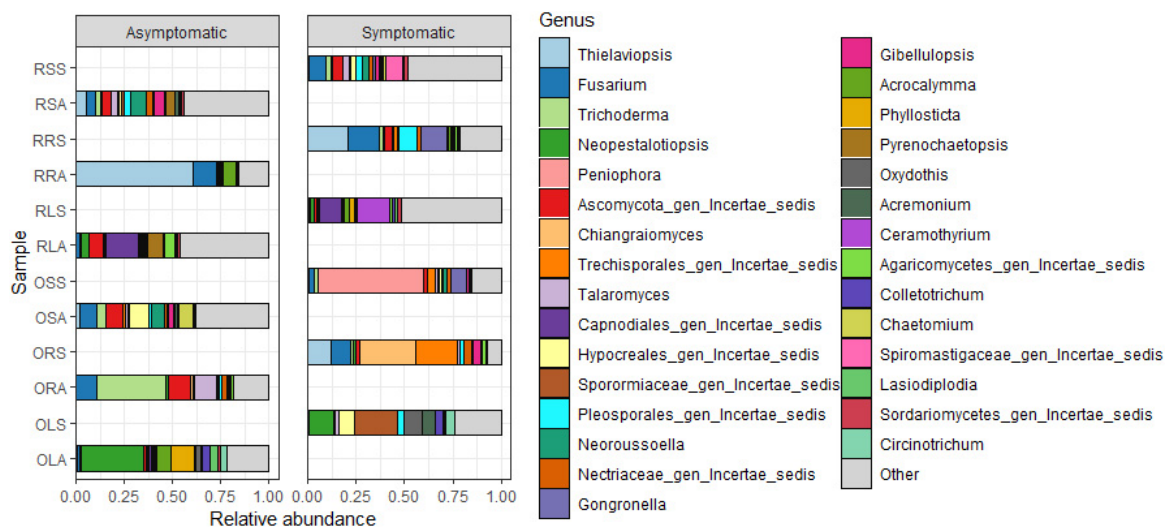 Asymptomatic
Symptomatic
Sample
RSS
RSA
RRS
RRA
RLS
RLA
OSS
OSA
ORS
ORA
OLS
OLA
0.00 0.25 0.50 0.75 1.00
0.00 0.25 0.50 0.75 1.00
Relative abundance
Genus
Thielaviopsis
Fusarium
Trichoderma
Neopestalotiopsis
Peniophora
Ascomycota_gen_Incertae_sedis
Chiangraiomyces
Trechisporales_gen_Incertae_sedis
Talaromyces
Capnodiales_gen_Incertae_sedis
Hypocreales_gen_Incertae_sedis
Sporormiaceae_gen_Incertae_sedis
Pleosporales_gen_Incertae_sedis
Neoroussoella
Nectriaceae_gen_Incertae_sedis
Gongronella
Gibellulopsis
Acrocalymma
Phyllosticta
Pyrenochaetopsis
Oxydothis
Acremonium
Ceramothyrium
Agaricomycetes_gen_Incertae_sedis
Colletotrichum
Chaetomium
Spiromastigaceae_gen_Incertae_sedis
Lasiodiplodia
Sordariomycetes_gen_Incertae_sedis
Circinotrichum
Other